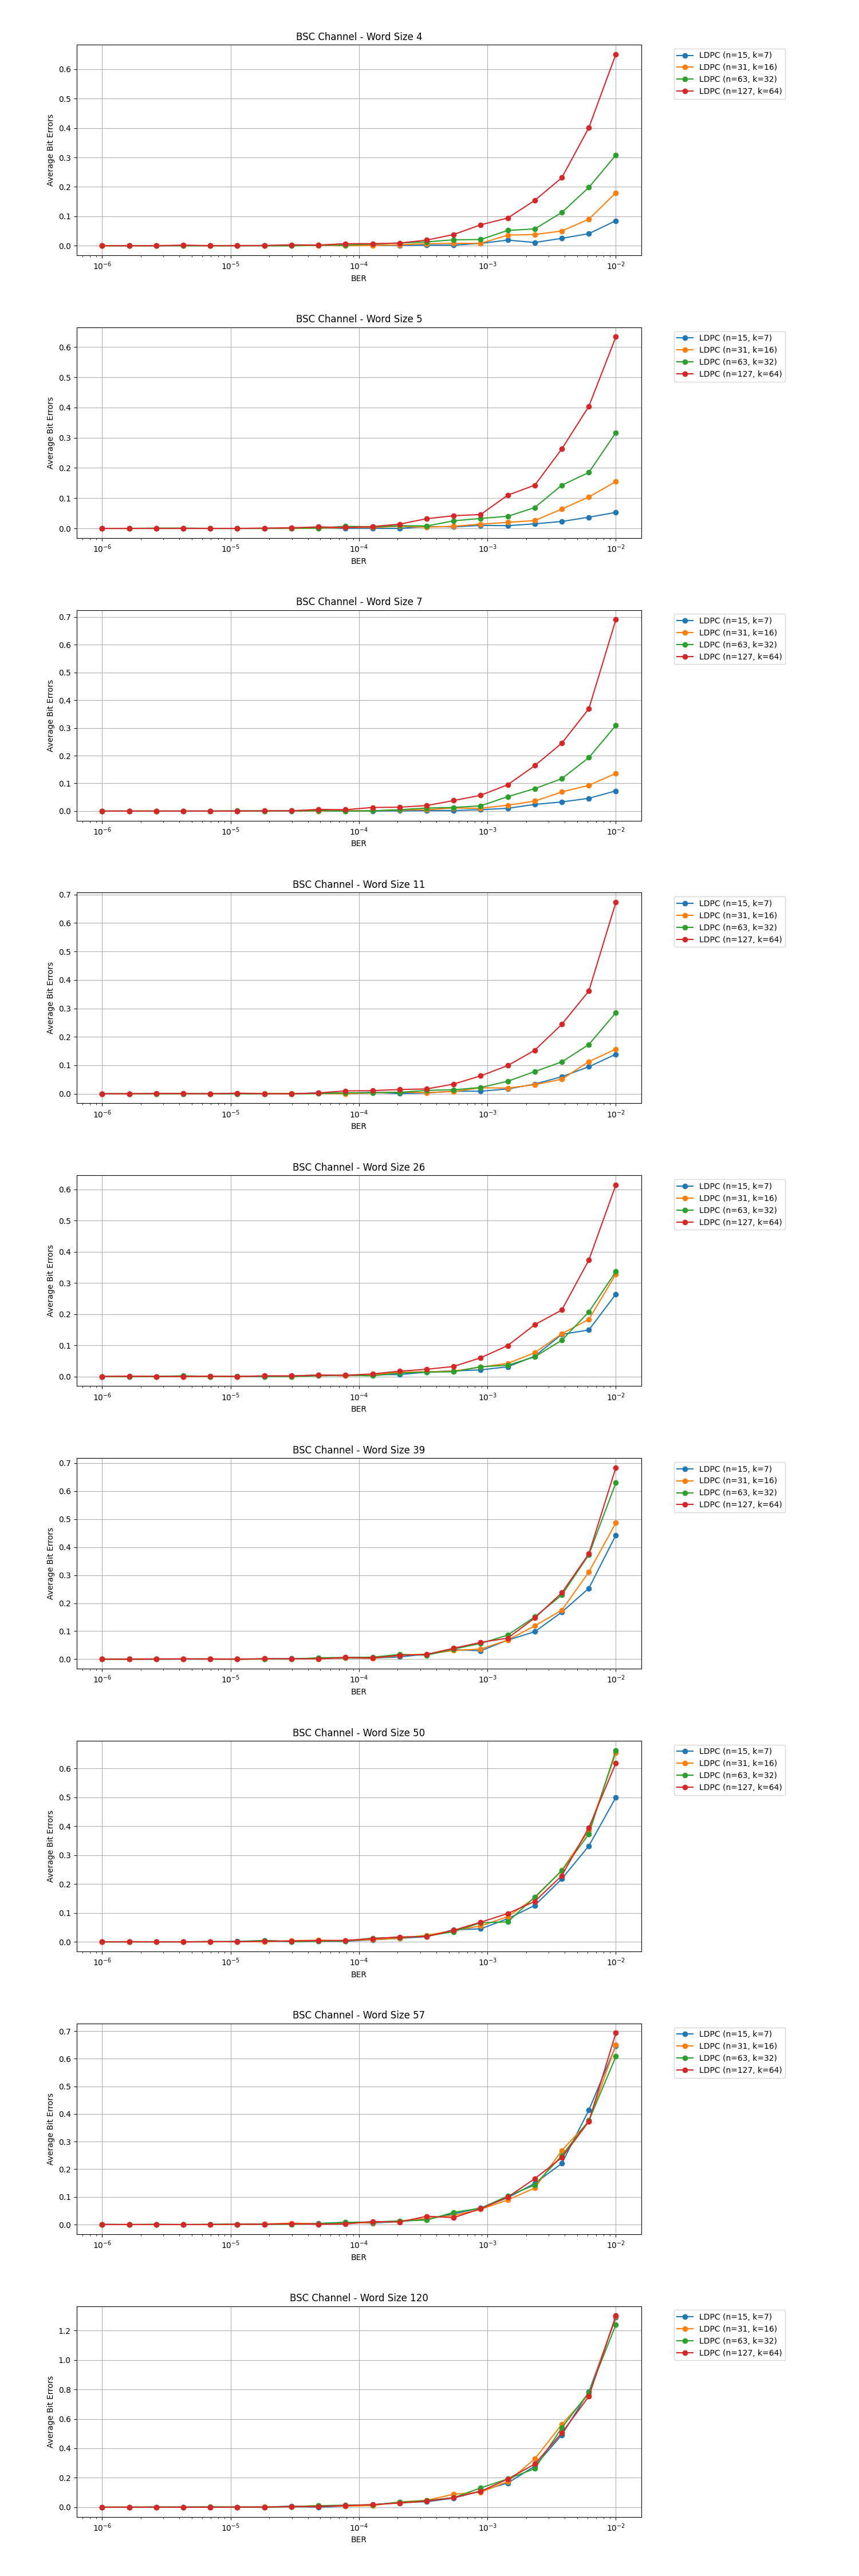 BSC Channel - Word Size 4
0.6
0.5
0.4
0.3
0.2
0.1
0.0
Average Bit Errors
10⁻⁶ 10⁻⁵ 10⁻⁴ 10⁻³ 10⁻²
BER
LDPC (n=15, k=7)
LDPC (n=31, k=16)
LDPC (n=63, k=32)
LDPC (n=127, k=64)
BSC Channel - Word Size 5
0.6
0.5
0.4
0.3
0.2
0.1
0.0
Average Bit Errors
10⁻⁶ 10⁻⁵ 10⁻⁴ 10⁻³ 10⁻²
BER
LDPC (n=15, k=7)
LDPC (n=31, k=16)
LDPC (n=63, k=32)
LDPC (n=127, k=64)
BSC Channel - Word Size 7
0.7
0.6
0.5
0.4
0.3
0.2
0.1
0.0
Average Bit Errors
10⁻⁶ 10⁻⁵ 10⁻⁴ 10⁻³ 10⁻²
BER
LDPC (n=15, k=7)
LDPC (n=31, k=16)
LDPC (n=63, k=32)
LDPC (n=127, k=64)
BSC Channel - Word Size 11
0.7
0.6
0.5
0.4
0.3
0.2
0.1
0.0
Average Bit Errors
10⁻⁶ 10⁻⁵ 10⁻⁴ 10⁻³ 10⁻²
BER
LDPC (n=15, k=7)
LDPC (n=31, k=16)
LDPC (n=63, k=32)
LDPC (n=127, k=64)
BSC Channel - Word Size 26
0.6
0.5
0.4
0.3
0.2
0.1
0.0
Average Bit Errors
10⁻⁶ 10⁻⁵ 10⁻⁴ 10⁻³ 10⁻²
BER
LDPC (n=15, k=7)
LDPC (n=31, k=16)
LDPC (n=63, k=32)
LDPC (n=127, k=64)
BSC Channel - Word Size 39
0.7
0.6
0.5
0.4
0.3
0.2
0.1
0.0
Average Bit Errors
10⁻⁶ 10⁻⁵ 10⁻⁴ 10⁻³ 10⁻²
BER
LDPC (n=15, k=7)
LDPC (n=31, k=16)
LDPC (n=63, k=32)
LDPC (n=127, k=64)
BSC Channel - Word Size 50
0.6
0.5
0.4
0.3
0.2
0.1
0.0
Average Bit Errors
10⁻⁶ 10⁻⁵ 10⁻⁴ 10⁻³ 10⁻²
BER
LDPC (n=15, k=7)
LDPC (n=31, k=16)
LDPC (n=63, k=32)
LDPC (n=127, k=64)
BSC Channel - Word Size 57
0.7
0.6
0.5
0.4
0.3
0.2
0.1
0.0
Average Bit Errors
10⁻⁶ 10⁻⁵ 10⁻⁴ 10⁻³ 10⁻²
BER
LDPC (n=15, k=7)
LDPC (n=31, k=16)
LDPC (n=63, k=32)
LDPC (n=127, k=64)
BSC Channel - Word Size 120
1.2
1.0
0.8
0.6
0.4
0.2
0.0
Average Bit Errors
10⁻⁶ 10⁻⁵ 10⁻⁴ 10⁻³ 10⁻²
BER
LDPC (n=15, k=7)
LDPC (n=31, k=16)
LDPC (n=63, k=32)
LDPC (n=127, k=64)